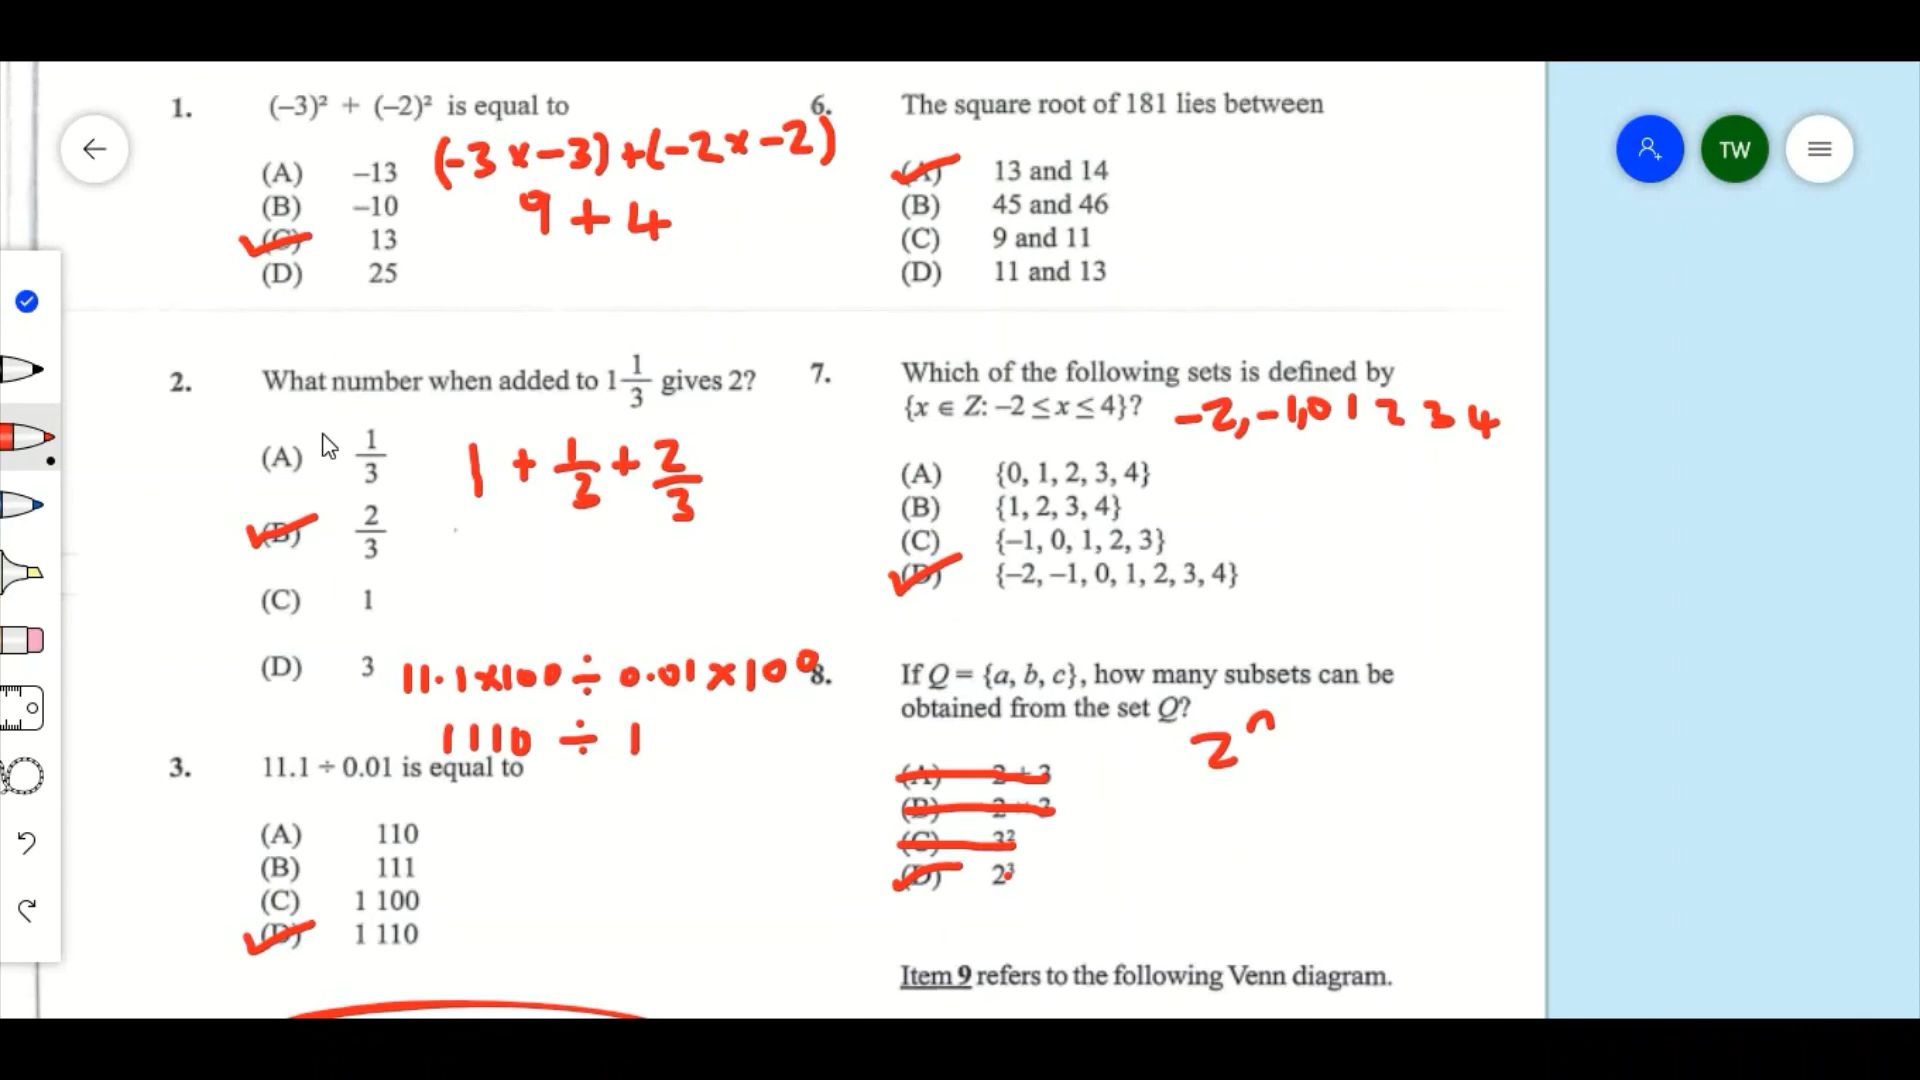 1. (–3)² + (–2)² is equal to
(-3 x -3) + (-2 x -2)
(A) –13
9 + 4
(B) –10
(C) 13
(D) 25
2. What number when added to 1 1/3 gives 2?
(A) 1/3
1 + 1/3 + 2/3
(B) 2/3
(C) 1
(D) 3
11.1x100 ÷ 0.01x100
1110 ÷ 1
3. 11.1 ÷ 0.01 is equal to
(A) 110
(B) 111
(C) 1 100
(D) 1 110
6. The square root of 181 lies between
(A) 13 and 14
(B) 45 and 46
(C) 9 and 11
(D) 11 and 13
7. Which of the following sets is defined by
{x ∈ Z: –2 ≤ x ≤ 4}?
-2, -1, 0 1 2 3 4
(A) {0, 1, 2, 3, 4}
(B) {1, 2, 3, 4}
(C) {–1, 0, 1, 2, 3}
(D) {–2, –1, 0, 1, 2, 3, 4}
8. If Q = {a, b, c}, how many subsets can be
obtained from the set Q?
2ⁿ
(A) 2 + 3
(B) 2 × 3
(C) 3²
(D) 2³
Item 9 refers to the following Venn diagram.
TW